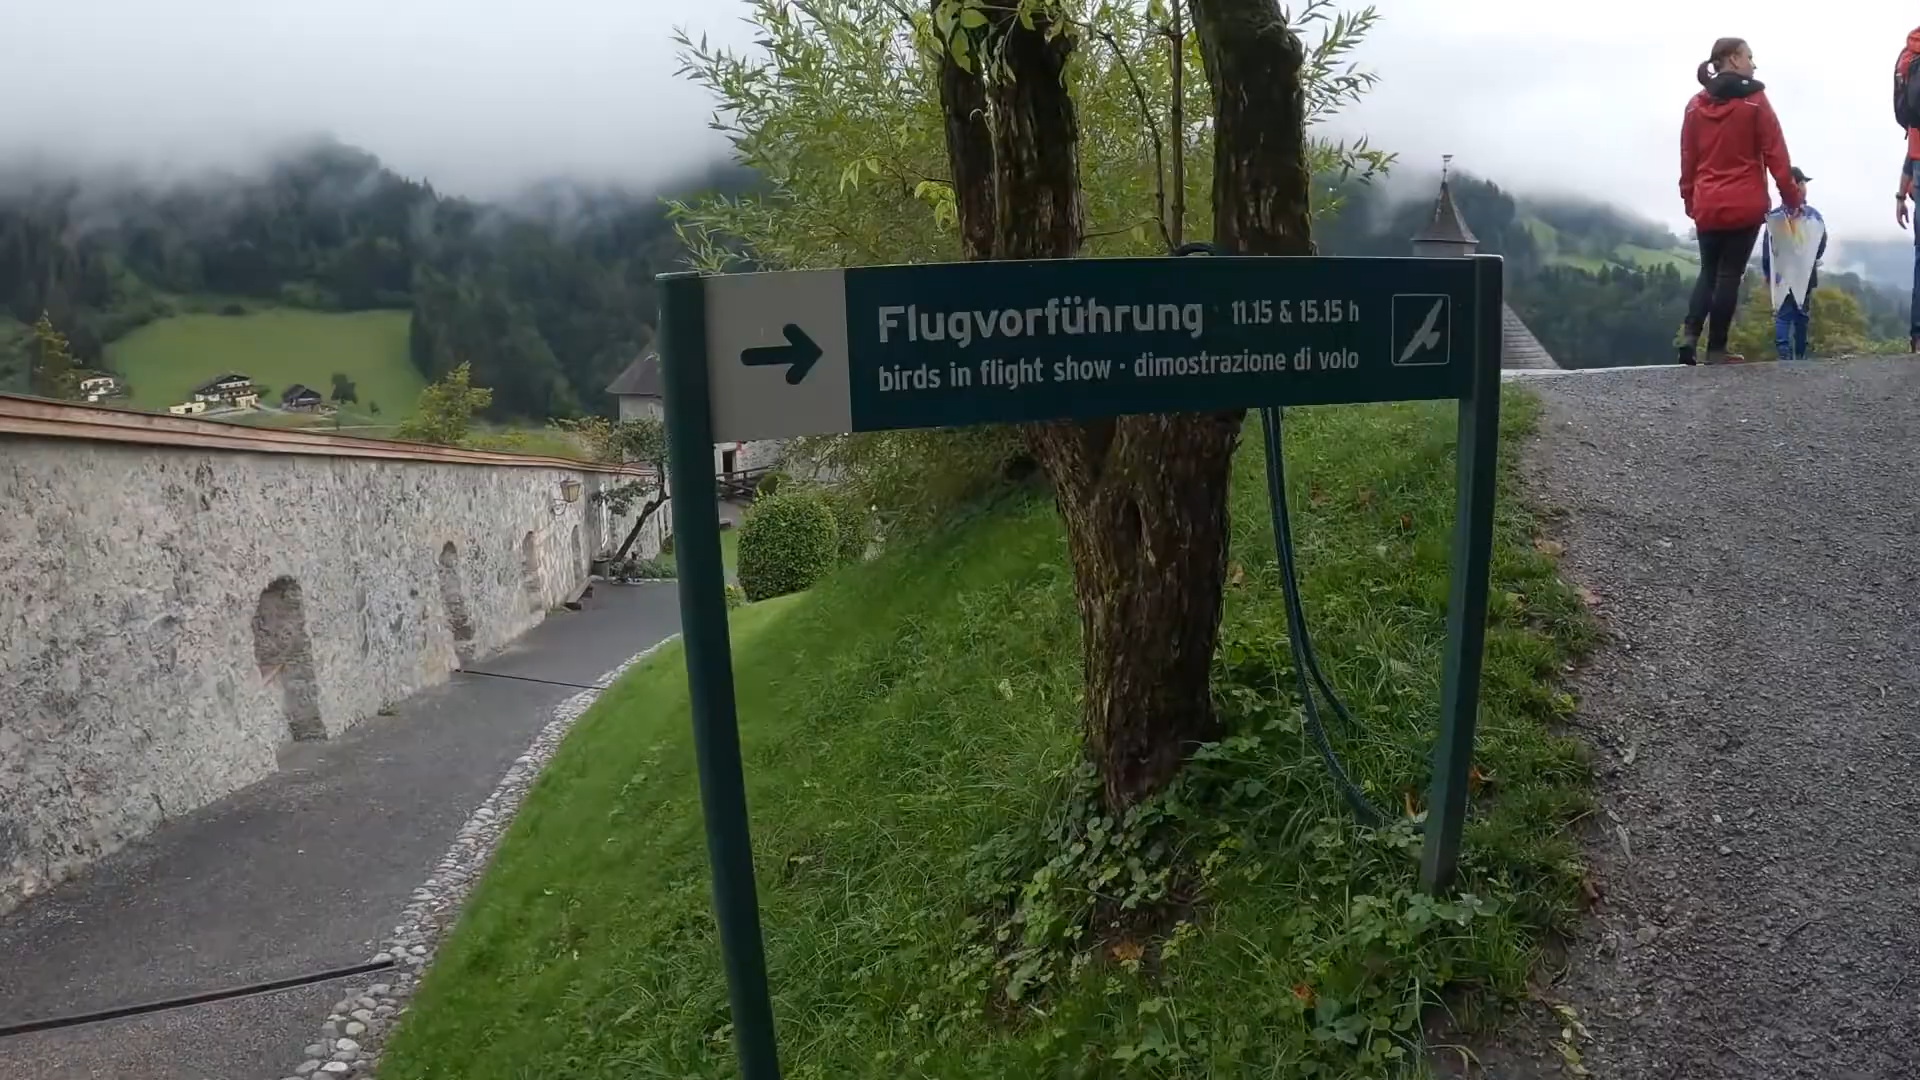 Flugvorführung 11.15 & 15.15 h
birds in flight show · dimostrazione di volo